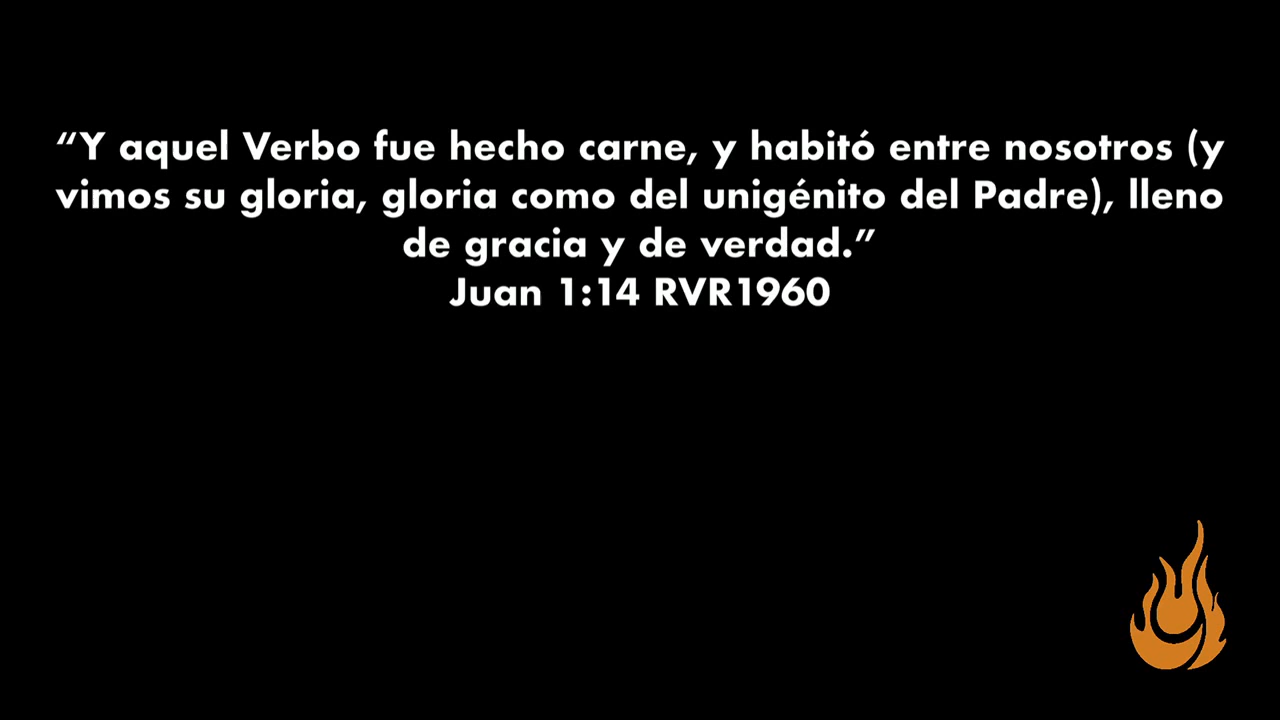 “Y aquel Verbo fue hecho carne, y habitó entre nosotros (y
vimos su gloria, gloria como del unigénito del Padre), lleno
de gracia y de verdad.”
Juan 1:14 RVR1960